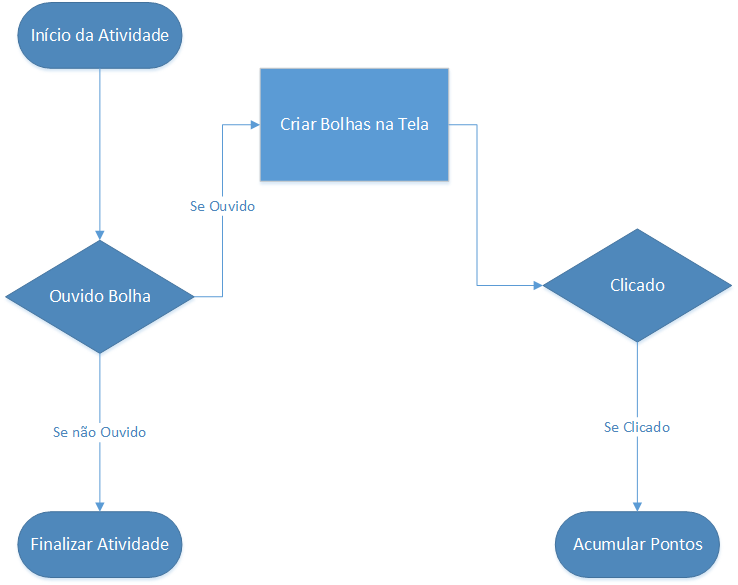 Início da Atividade
Criar Bolhas na Tela
Se Ouvido
Ouvido Bolha
Clicado
Se não Ouvido
Se Clicado
Finalizar Atividade
Acumular Pontos